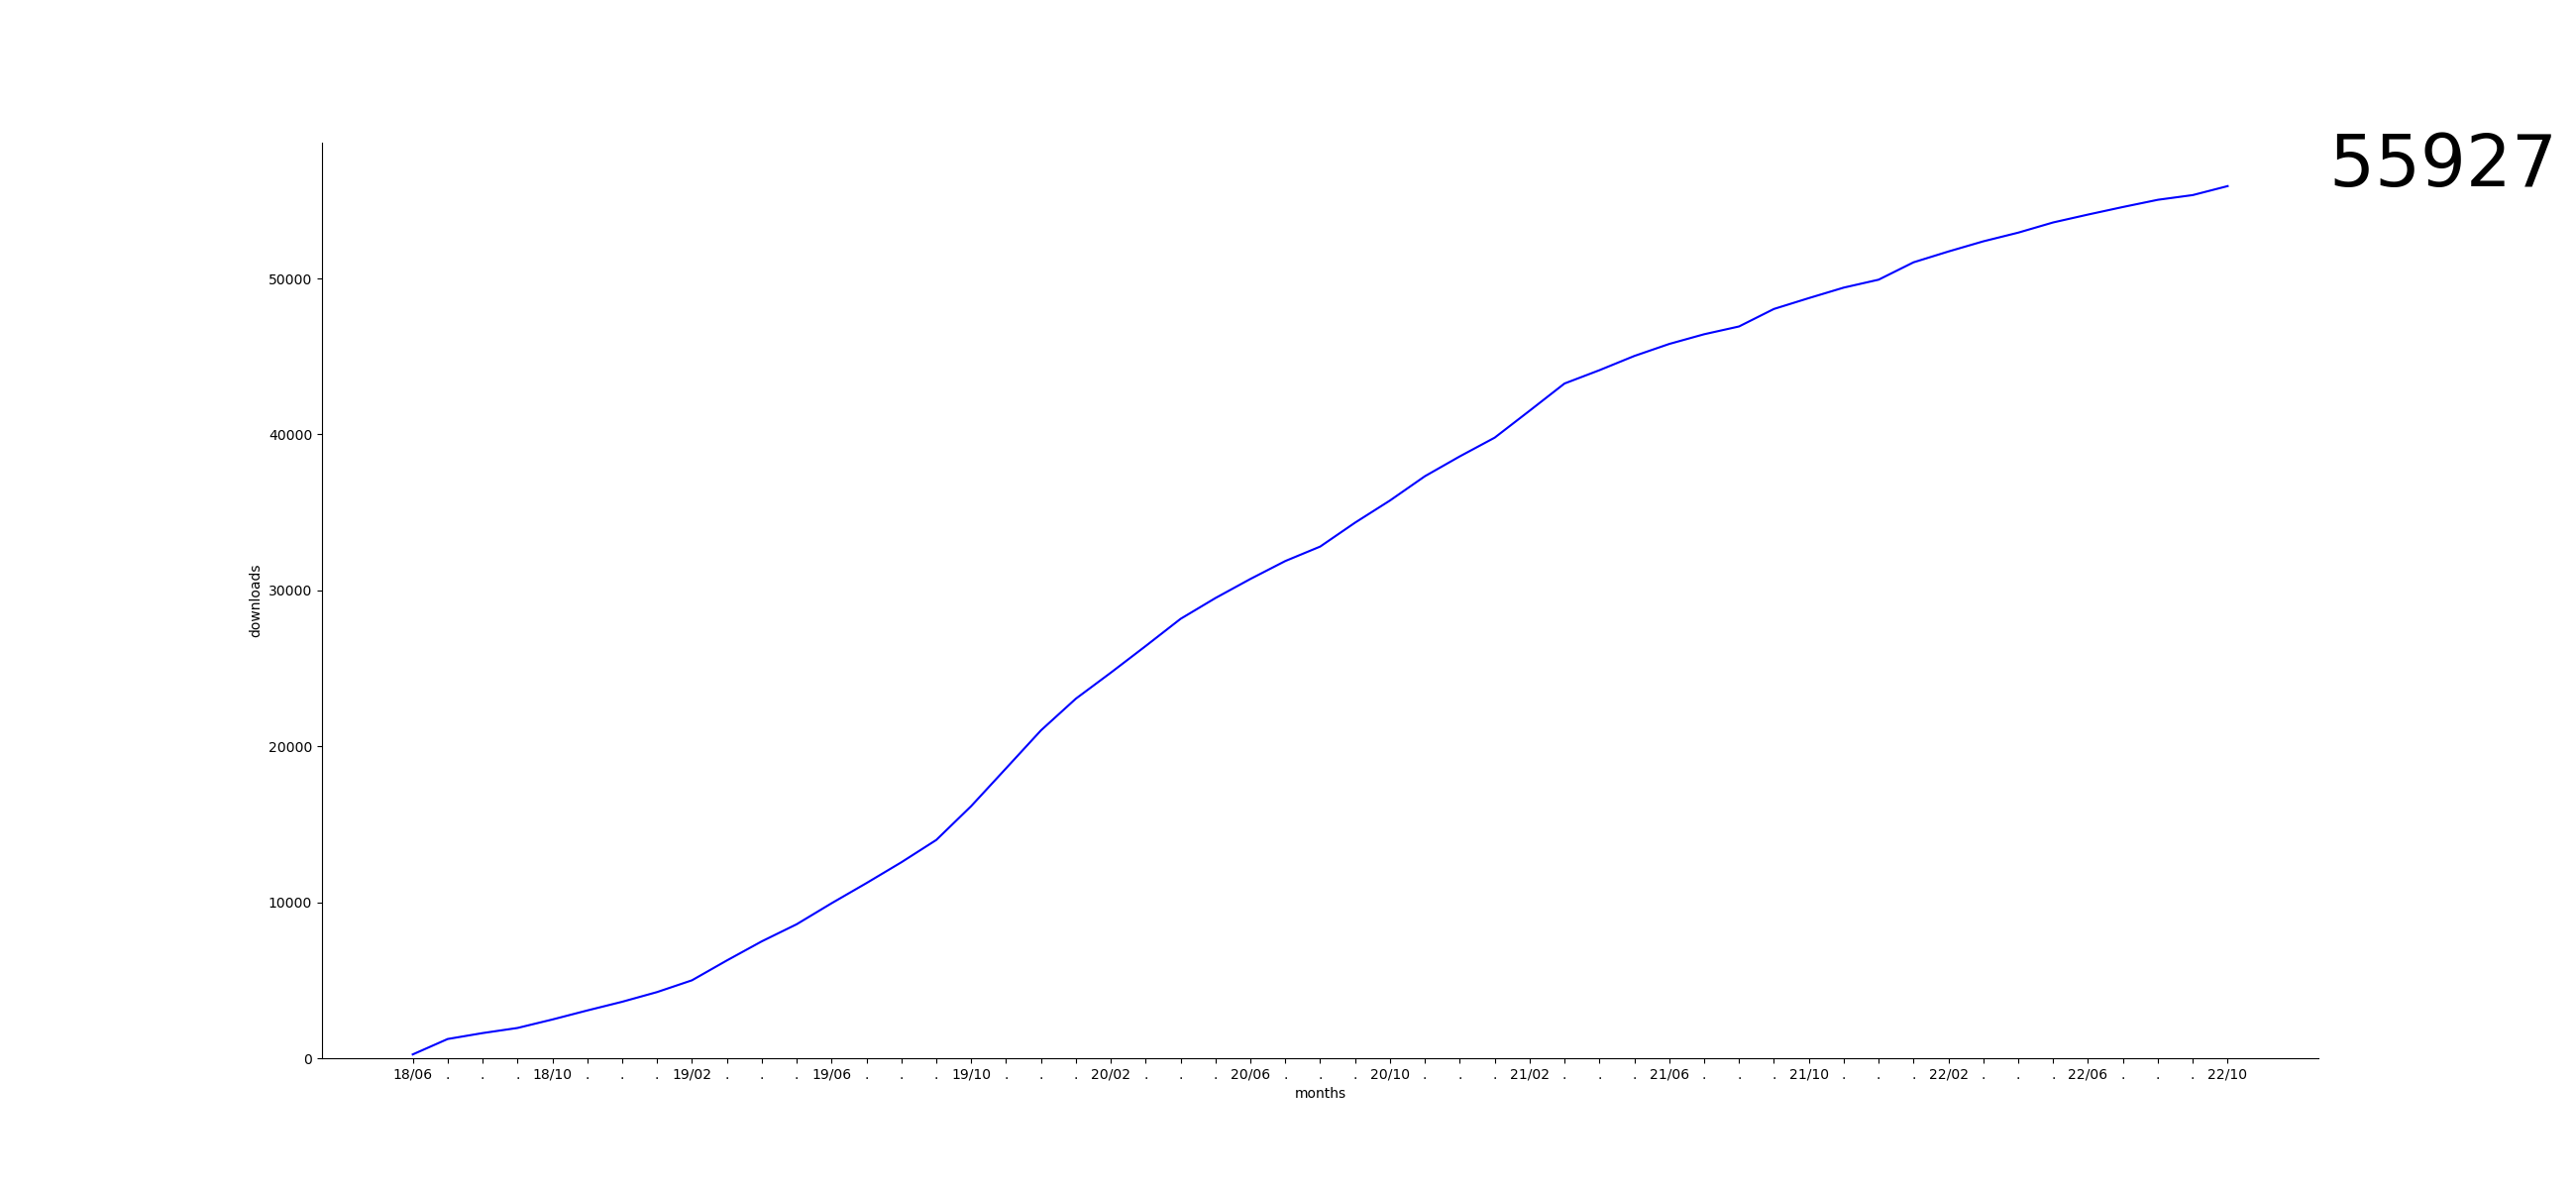 55927
50000
40000
30000
20000
10000
0
downloads
18/06 . . . 18/10 . . . 19/02 . . . 19/06 . . . 19/10 . . . 20/02 . . . 20/06 . . . 20/10 . . . 21/02 . . . 21/06 . . . 21/10 . . . 22/02 . . . 22/06 . . . 22/10
months